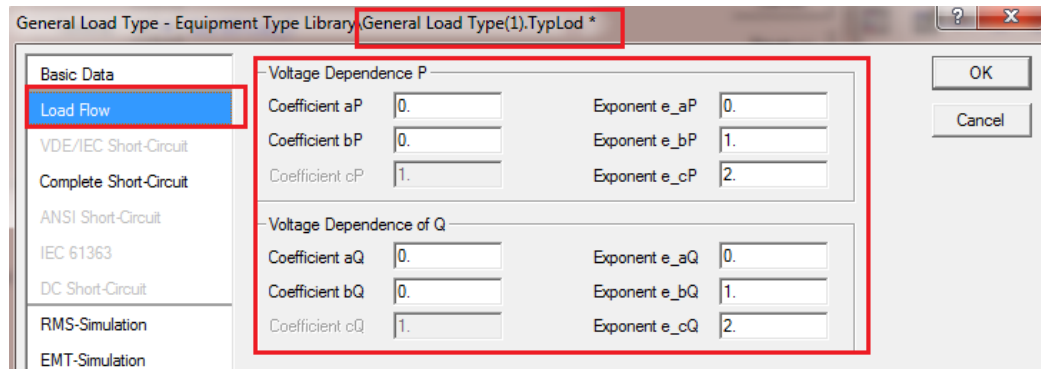 General Load Type - Equipment Type Library\General Load Type(1).TypLod *
?
x
Basic Data
Load Flow
VDE/IEC Short-Circuit
Complete Short-Circuit
ANSI Short-Circuit
IEC 61363
DC Short-Circuit
RMS-Simulation
EMT-Simulation
Voltage Dependence P
Coefficient aP 0. Exponent e_aP 0.
Coefficient bP 0. Exponent e_bP 1.
Coefficient cP 1. Exponent e_cP 2.
Voltage Dependence of Q
Coefficient aQ 0. Exponent e_aQ 0.
Coefficient bQ 0. Exponent e_bQ 1.
Coefficient cQ 1. Exponent e_cQ 2.
OK
Cancel